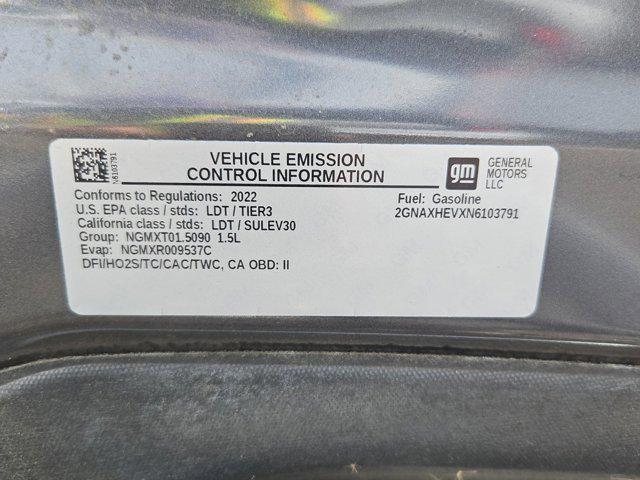 VEHICLE EMISSION
CONTROL INFORMATION
N6103791
gm
GENERAL
MOTORS
LLC
Conforms to Regulations: 2022
U.S. EPA class / stds: LDT / TIER3
California class / stds: LDT / SULEV30
Group: NGMXT01.5090 1.5L
Evap: NGMXR009537C
DFI/HO2S/TC/CAC/TWC, CA OBD: II
Fuel: Gasoline
2GNAXHEVXN6103791